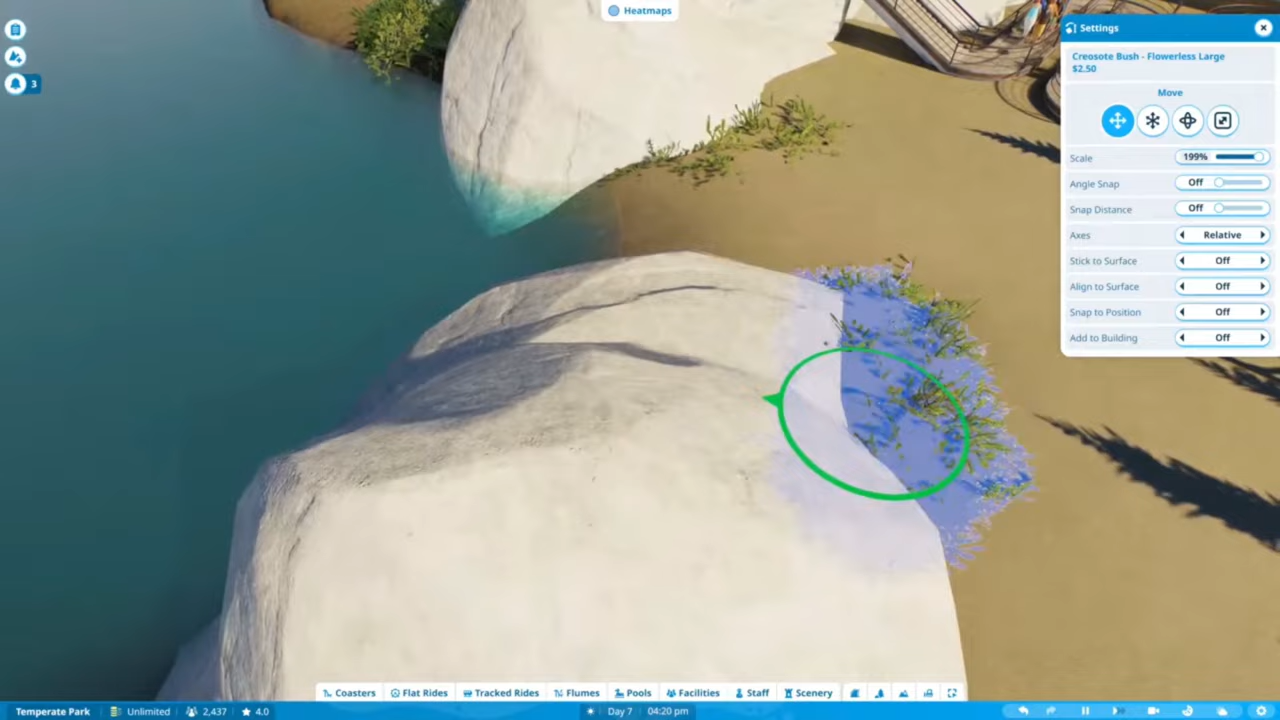 Heatmaps
3
Settings
Creosote Bush - Flowerless Large
$2.50
Move
Scale 199%
Angle Snap Off
Snap Distance Off
Axes Relative
Stick to Surface Off
Align to Surface Off
Snap to Position Off
Add to Building Off
Coasters Flat Rides Tracked Rides Flumes Pools Facilities Staff Scenery
Temperate Park Unlimited 2,437 4.0 Day 7 04:20 pm